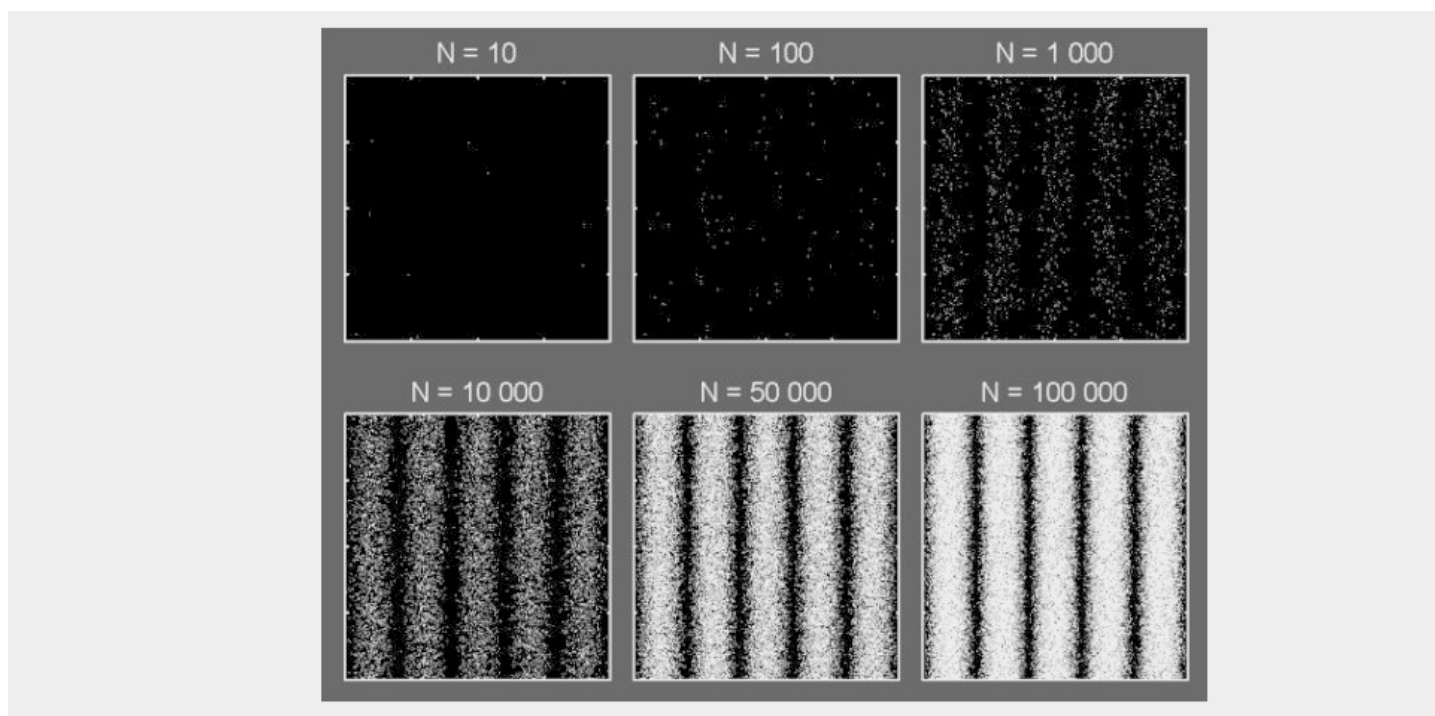 N = 10
N = 100
N = 1 000
N = 10 000
N = 50 000
N = 100 000